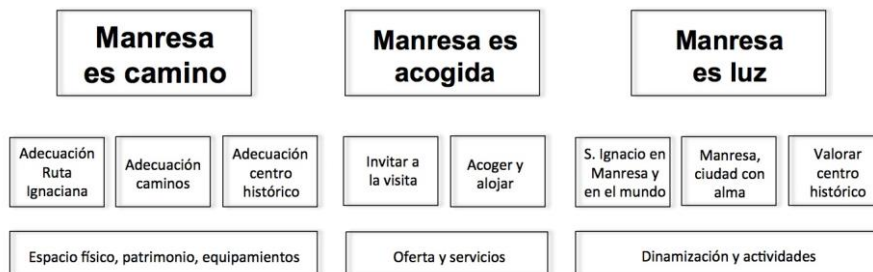 Manresa
es camino
Manresa es
acogida
Manresa
es luz
Adecuación
Ruta
Ignaciana
Adecuación
caminos
Adecuación
centro
histórico
Invitar a
la visita
Acoger y
alojar
S. Ignacio en
Manresa y
en el mundo
Manresa,
ciudad con
alma
Valorar
centro
histórico
Espacio físico, patrimonio, equipamientos
Oferta y servicios
Dinamización y actividades